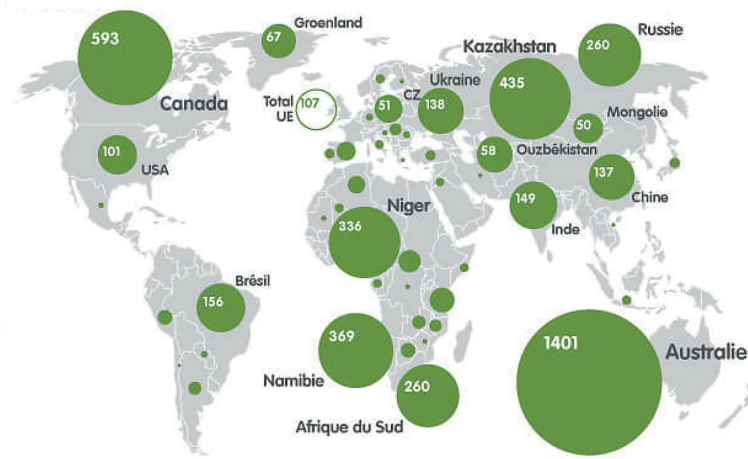 593
Canada
67
Groenland
Total
UE
107
51
CZ
Ukraine
138
Kazakhstan
435
Russie
260
Mongolie
50
Ouzbékistan
58
137
Chine
149
Inde
101
USA
Niger
336
Brésil
156
369
Namibie
260
Afrique du Sud
1401
Australie